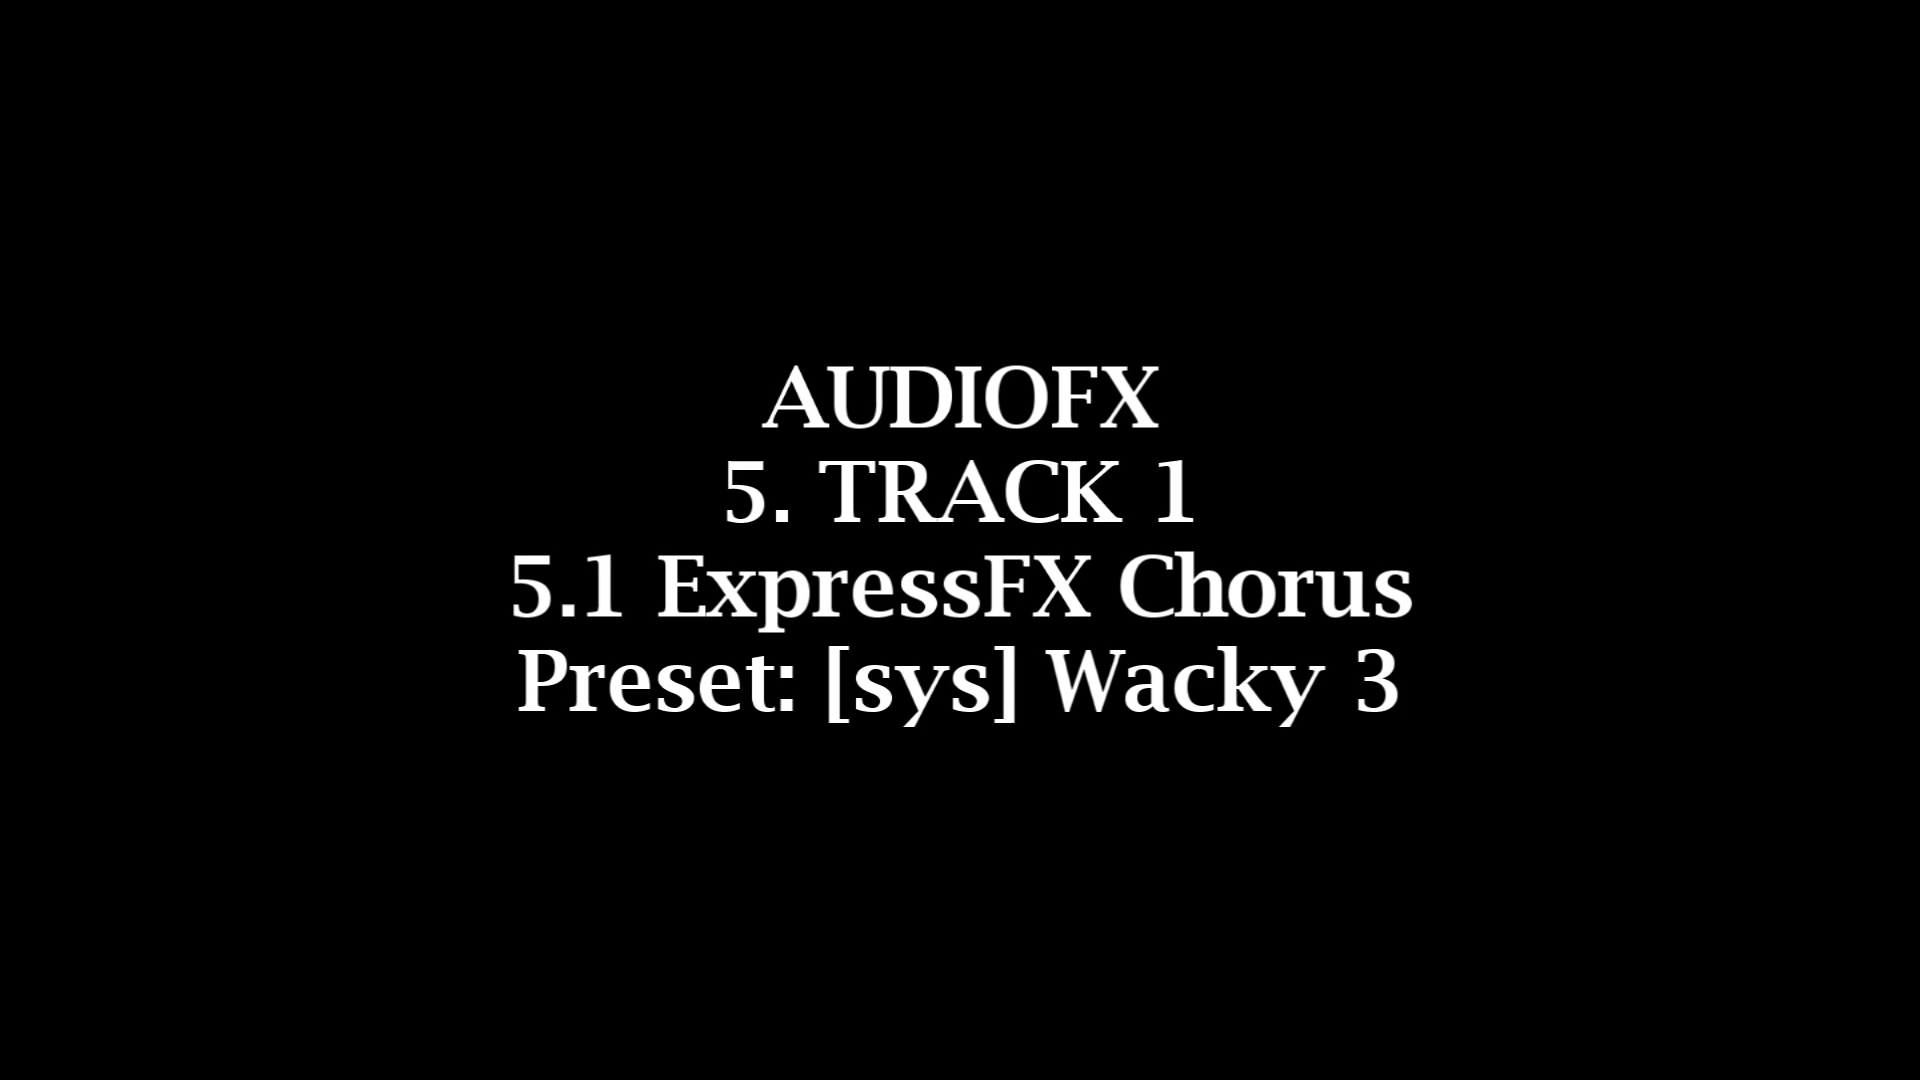 AUDIOFX
5. TRACK 1
5.1 ExpressFX Chorus
Preset: [sys] Wacky 3